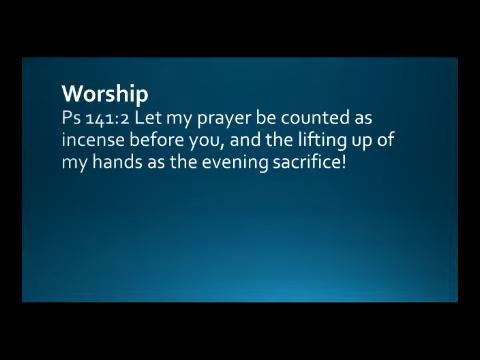 Worship
Ps 141:2 Let my prayer be counted as
incense before you, and the lifting up of
my hands as the evening sacrifice!